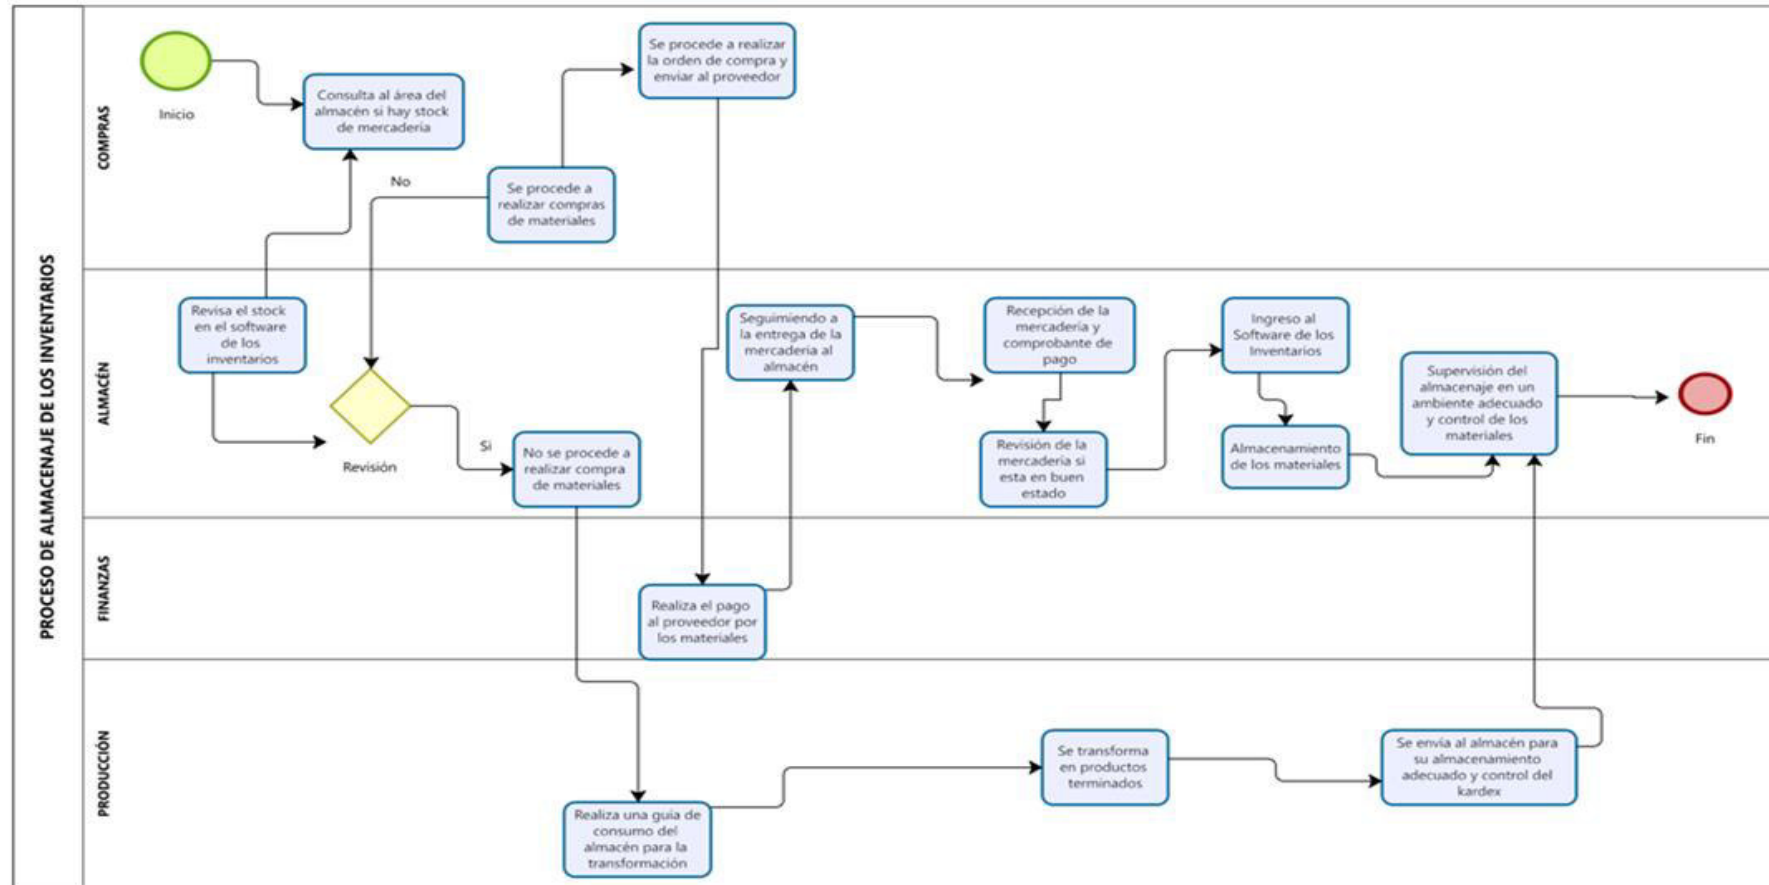 PROCESO DE ALMACENAJE DE LOS INVENTARIOS
COMPRAS
Inicio
Consulta al área del
almacén si hay stock
de mercadería
No
Se procede a
realizar compras
de materiales
Se procede a realizar
la orden de compra y
enviar al proveedor
ALMACÉN
Revisa el stock
en el software
de los
inventarios
Revisión
Si
No se procede a
realizar compra
de materiales
Seguimiendo a
la entrega de la
mercadería al
almacén
Recepción de la
mercadería y
comprobante de
pago
Revisión de la
mercadería si
esta en buen
estado
Ingreso al
Software de los
Inventarios
Almacenamiento
de los materiales
Supervisión del
almacenaje en un
ambiente adecuado
y control de los
materiales
Fin
FINANZAS
Realiza el pago
al proveedor por
los materiales
PRODUCCIÓN
Realiza una guia de
consumo del
almacén para la
transformación
Se transforma
en productos
terminados
Se envia al almacén para
su almacenamiento
adecuado y control del
kardex